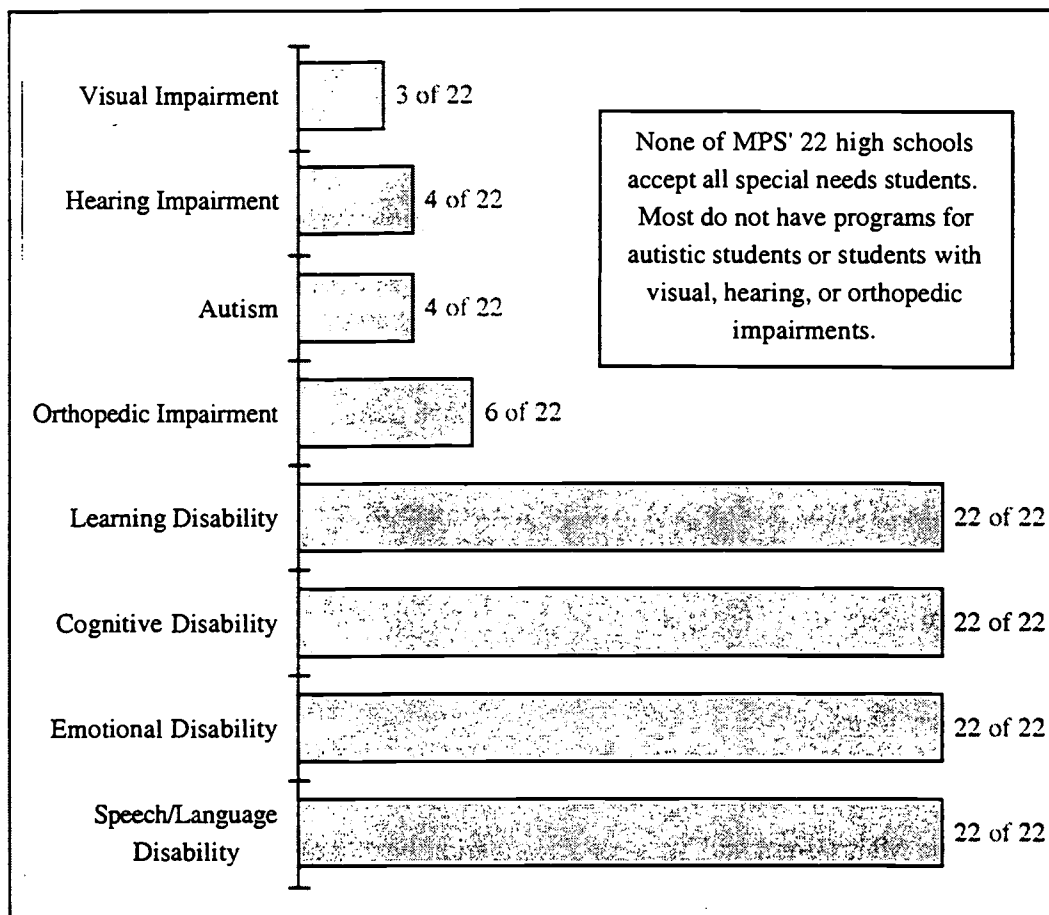 Visual Impairment
3 of 22
Hearing Impairment
4 of 22
Autism
4 of 22
Orthopedic Impairment
6 of 22
Learning Disability
22 of 22
Cognitive Disability
22 of 22
Emotional Disability
22 of 22
Speech/Language
Disability
22 of 22
None of MPS' 22 high schools
accept all special needs students.
Most do not have programs for
autistic students or students with
visual, hearing, or orthopedic
impairments.